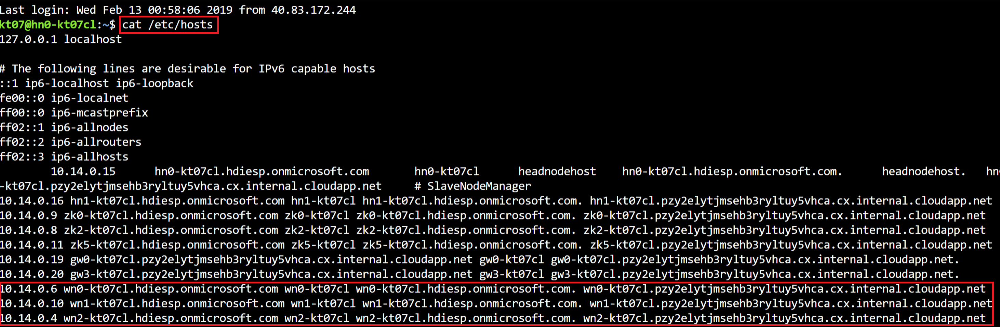 Last login: Wed Feb 13 00:58:06 2019 from 40.83.172.244
kt07@hn0-kt07cl:~$ cat /etc/hosts
127.0.0.1 localhost
# The following lines are desirable for IPv6 capable hosts
::1 ip6-localhost ip6-loopback
fe00::0 ip6-localnet
ff00::0 ip6-mcastprefix
ff02::1 ip6-allnodes
ff02::2 ip6-allrouters
ff02::3 ip6-allhosts
10.14.0.15 hn0-kt07cl.hdiesp.onmicrosoft.com hn0-kt07cl headnodehost hn0-kt07cl.hdiesp.onmicrosoft.com. headnodehost. hn0
-kt07cl.pzy2elytjmsehb3ryltuy5vhca.cx.internal.cloudapp.net # SlaveNodeManager
10.14.0.16 hn1-kt07cl.hdiesp.onmicrosoft.com hn1-kt07cl hn1-kt07cl.hdiesp.onmicrosoft.com. hn1-kt07cl.pzy2elytjmsehb3ryltuy5vhca.cx.internal.cloudapp.net
10.14.0.9 zk0-kt07cl.hdiesp.onmicrosoft.com zk0-kt07cl zk0-kt07cl.hdiesp.onmicrosoft.com. zk0-kt07cl.pzy2elytjmsehb3ryltuy5vhca.cx.internal.cloudapp.net
10.14.0.8 zk2-kt07cl.hdiesp.onmicrosoft.com zk2-kt07cl zk2-kt07cl.hdiesp.onmicrosoft.com. zk2-kt07cl.pzy2elytjmsehb3ryltuy5vhca.cx.internal.cloudapp.net
10.14.0.11 zk5-kt07cl.hdiesp.onmicrosoft.com zk5-kt07cl zk5-kt07cl.hdiesp.onmicrosoft.com. zk5-kt07cl.pzy2elytjmsehb3ryltuy5vhca.cx.internal.cloudapp.net
10.14.0.19 gw0-kt07cl.pzy2elytjmsehb3ryltuy5vhca.cx.internal.cloudapp.net gw0-kt07cl gw0-kt07cl.pzy2elytjmsehb3ryltuy5vhca.cx.internal.cloudapp.net.
10.14.0.20 gw3-kt07cl.pzy2elytjmsehb3ryltuy5vhca.cx.internal.cloudapp.net gw3-kt07cl gw3-kt07cl.pzy2elytjmsehb3ryltuy5vhca.cx.internal.cloudapp.net.
10.14.0.6 wn0-kt07cl.hdiesp.onmicrosoft.com wn0-kt07cl wn0-kt07cl.hdiesp.onmicrosoft.com. wn0-kt07cl.pzy2elytjmsehb3ryltuy5vhca.cx.internal.cloudapp.net
10.14.0.10 wn1-kt07cl.hdiesp.onmicrosoft.com wn1-kt07cl wn1-kt07cl.hdiesp.onmicrosoft.com. wn1-kt07cl.pzy2elytjmsehb3ryltuy5vhca.cx.internal.cloudapp.net
10.14.0.4 wn2-kt07cl.hdiesp.onmicrosoft.com wn2-kt07cl wn2-kt07cl.hdiesp.onmicrosoft.com. wn2-kt07cl.pzy2elytjmsehb3ryltuy5vhca.cx.internal.cloudapp.net